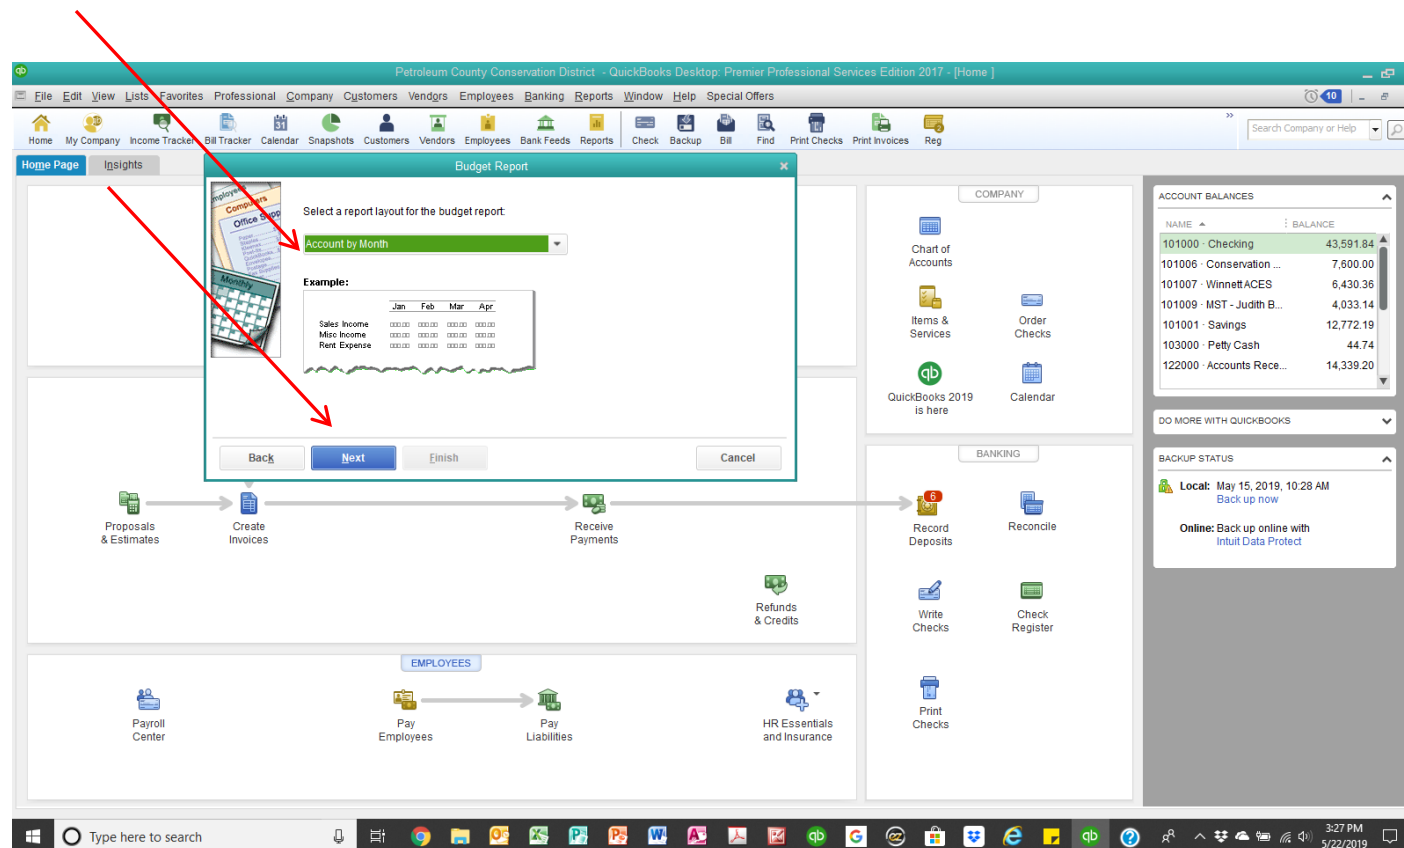 Petroleum County Conservation District - QuickBooks Desktop: Premier Professional Services Edition 2017 - [Home ]
File Edit View Lists Favorites Professional Company Customers Vendors Employees Banking Reports Window Help Special Offers
10
Home My Company Income Tracker Bill Tracker Calendar Snapshots Customers Vendors Employees Bank Feeds Reports Check Backup Bill Find Print Checks Print Invoices Reg
Search Company or Help
Home Page Insights
Budget Report
Select a report layout for the budget report:
Account by Month
Example:
Jan Feb Mar Apr
Sales Income
Misc Income
Rent Expense
Back Next Finish Cancel
Proposals
& Estimates
Create
Invoices
Receive
Payments
Refunds
& Credits
EMPLOYEES
Payroll
Center
Pay
Employees
Pay
Liabilities
HR Essentials
and Insurance
COMPANY
Chart of
Accounts
Items &
Services
Order
Checks
QuickBooks 2019
is here
Calendar
BANKING
6
Record
Deposits
Reconcile
Write
Checks
Check
Register
Print
Checks
ACCOUNT BALANCES
NAME BALANCE
101000 · Checking 43,591.84
101006 · Conservation ... 7,600.00
101007 · Winnett ACES 6,430.36
101009 · MST - Judith B... 4,033.14
101001 · Savings 12,772.19
103000 · Petty Cash 44.74
122000 · Accounts Rece... 14,339.20
DO MORE WITH QUICKBOOKS
BACKUP STATUS
Local: May 15, 2019, 10:28 AM
Back up now
Online: Back up online with
Intuit Data Protect
Type here to search
3:27 PM
5/22/2019